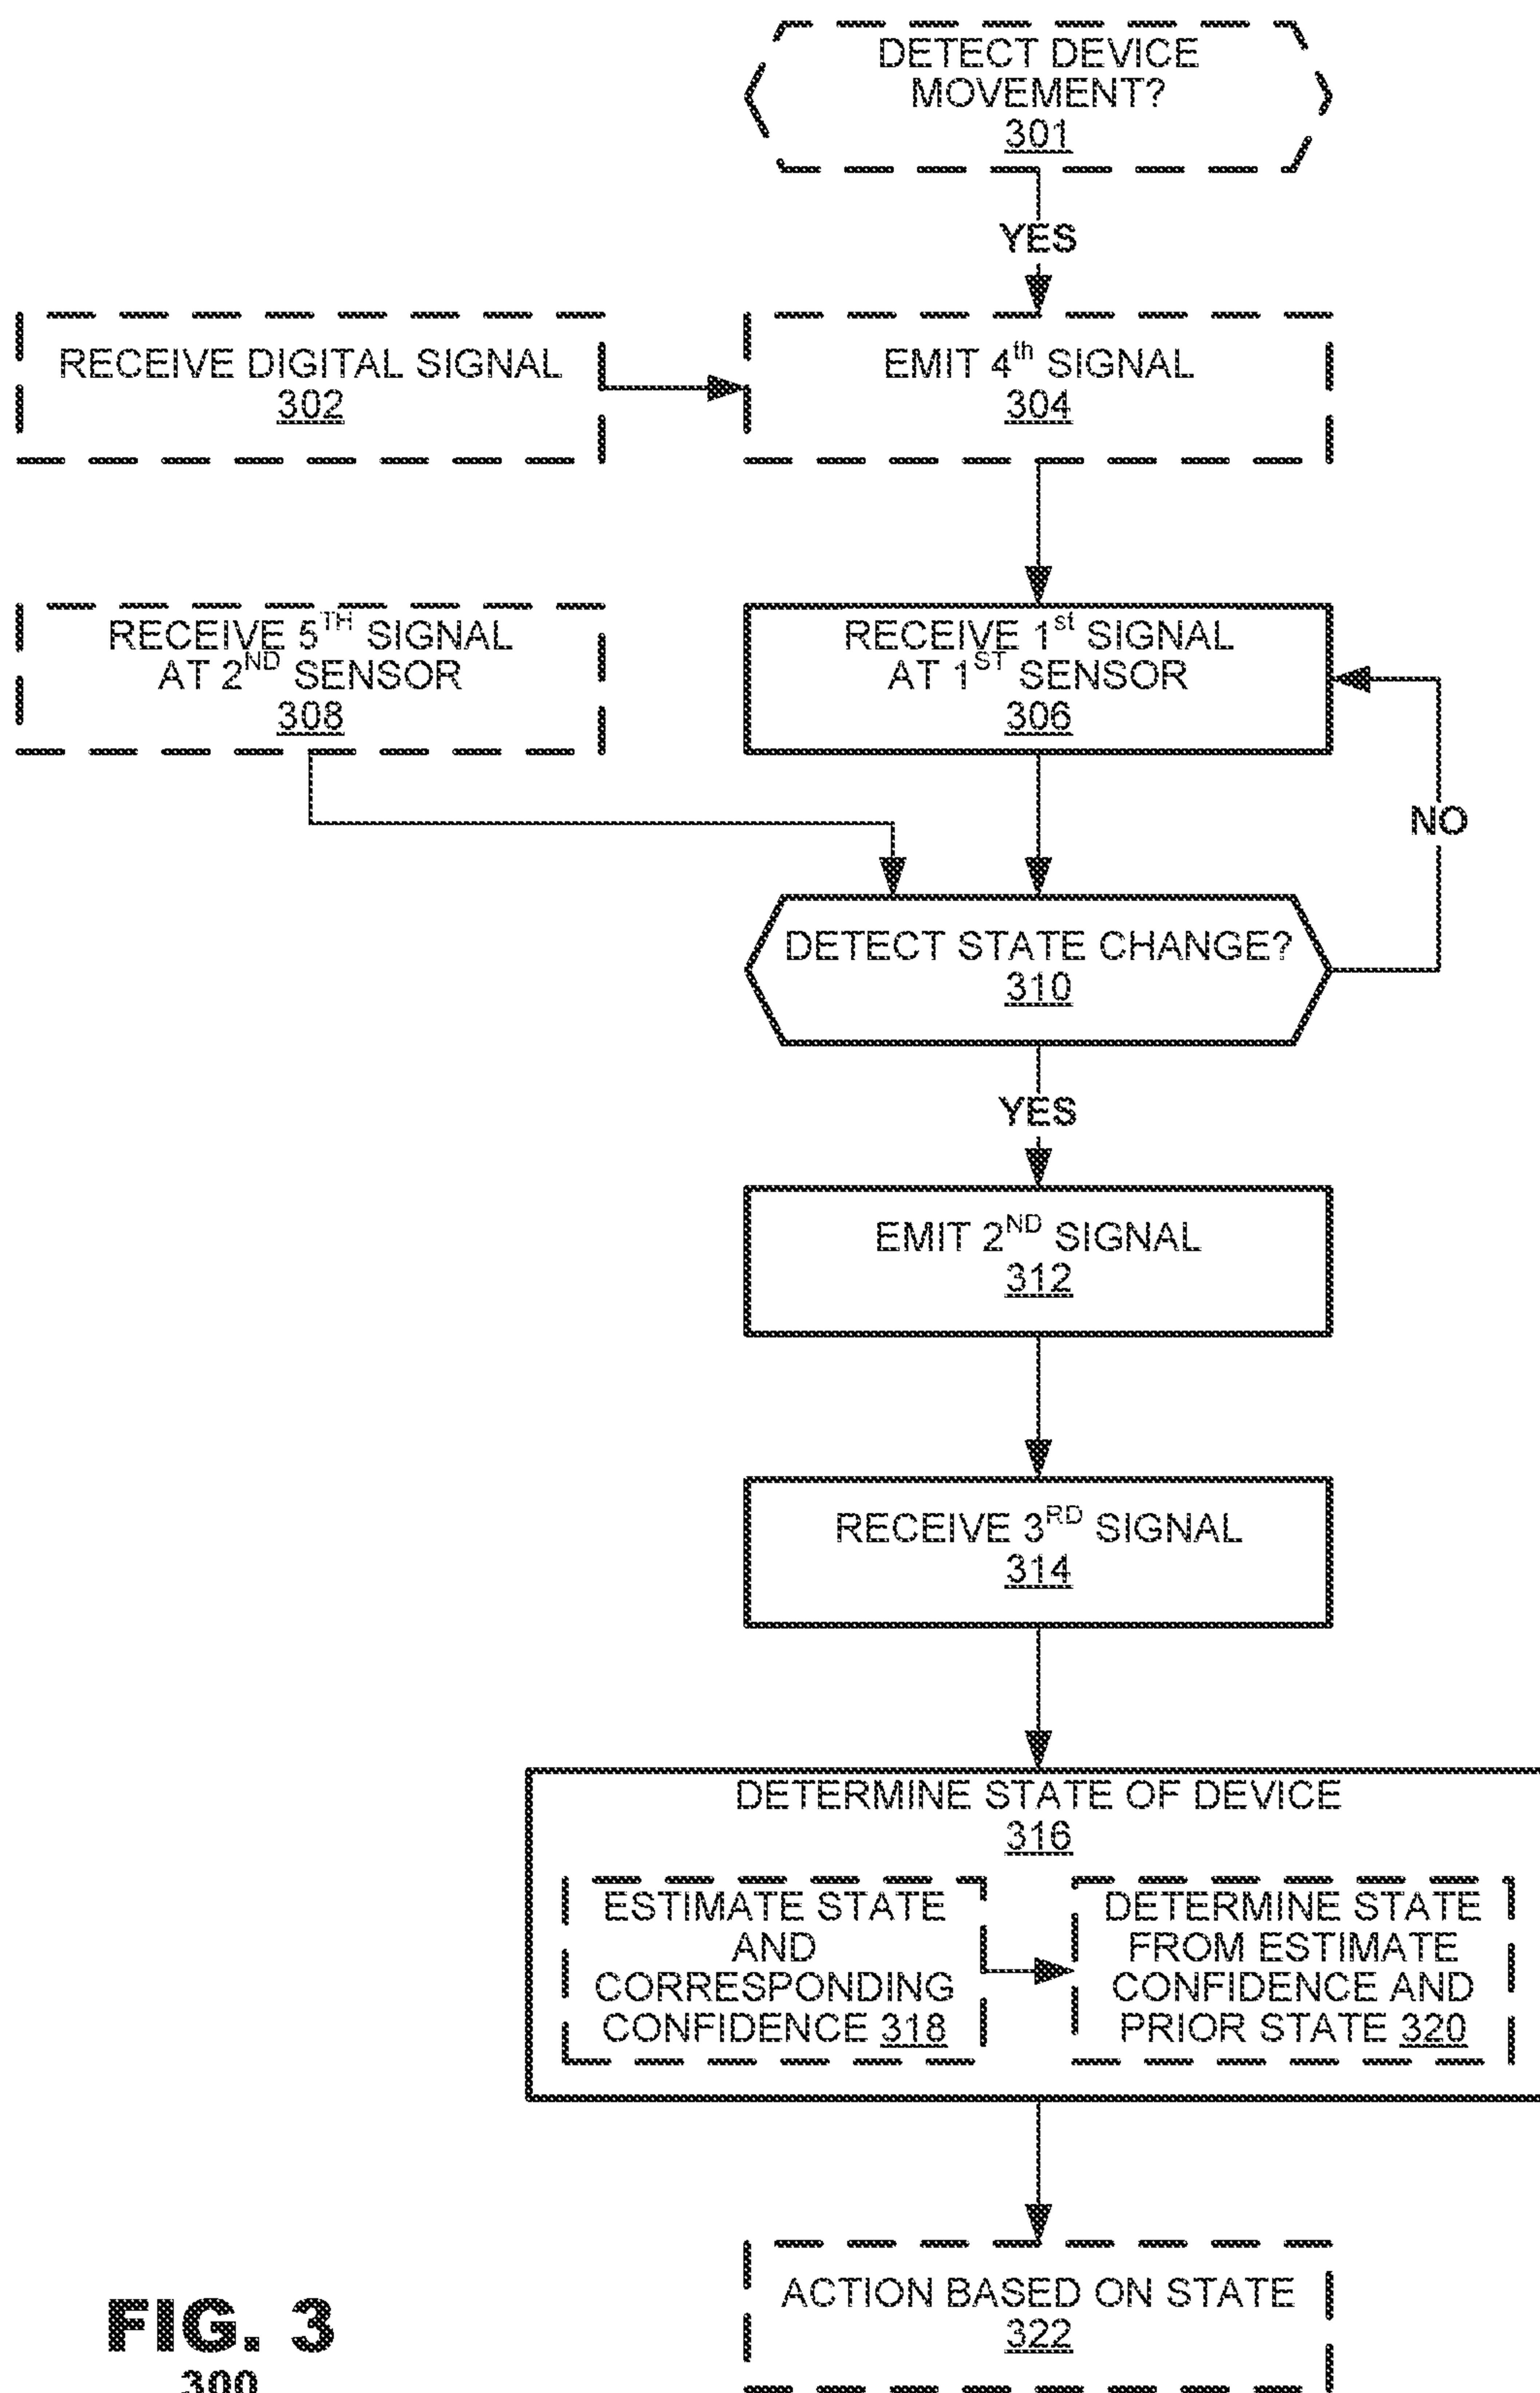 DETECT DEVICE
MOVEMENT?
301
YES
RECEIVE DIGITAL SIGNAL
302
EMIT 4th SIGNAL
304
RECEIVE 5TH SIGNAL
AT 2ND SENSOR
308
RECEIVE 1st SIGNAL
AT 1ST SENSOR
306
NO
DETECT STATE CHANGE?
310
YES
EMIT 2ND SIGNAL
312
RECEIVE 3RD SIGNAL
314
DETERMINE STATE OF DEVICE
316
ESTIMATE STATE
AND
CORRESPONDING
CONFIDENCE 318
DETERMINE STATE
FROM ESTIMATE
CONFIDENCE AND
PRIOR STATE 320
ACTION BASED ON STATE
322
FIG. 3
300